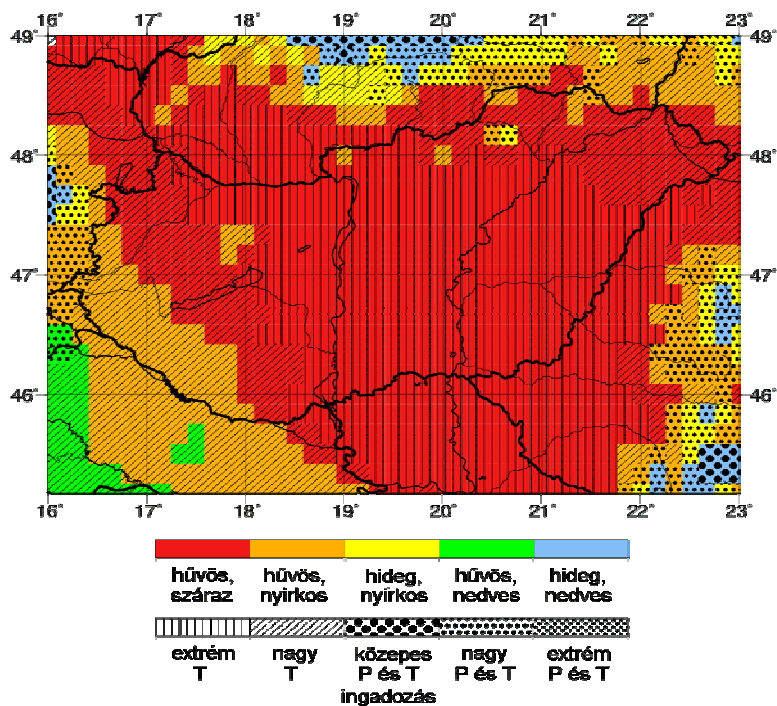 16° 17° 18° 19° 20° 21° 22° 23°
49° 49°
48° 48°
47° 47°
46° 46°
16° 17° 18° 19° 20° 21° 22° 23°
hűvös, hűvös, hideg, hűvös, hideg,
száraz nyirkos nyírkos nedves nedves
extrém nagy közepes nagy extrém
T T P és T P és T P és T
ingadozás